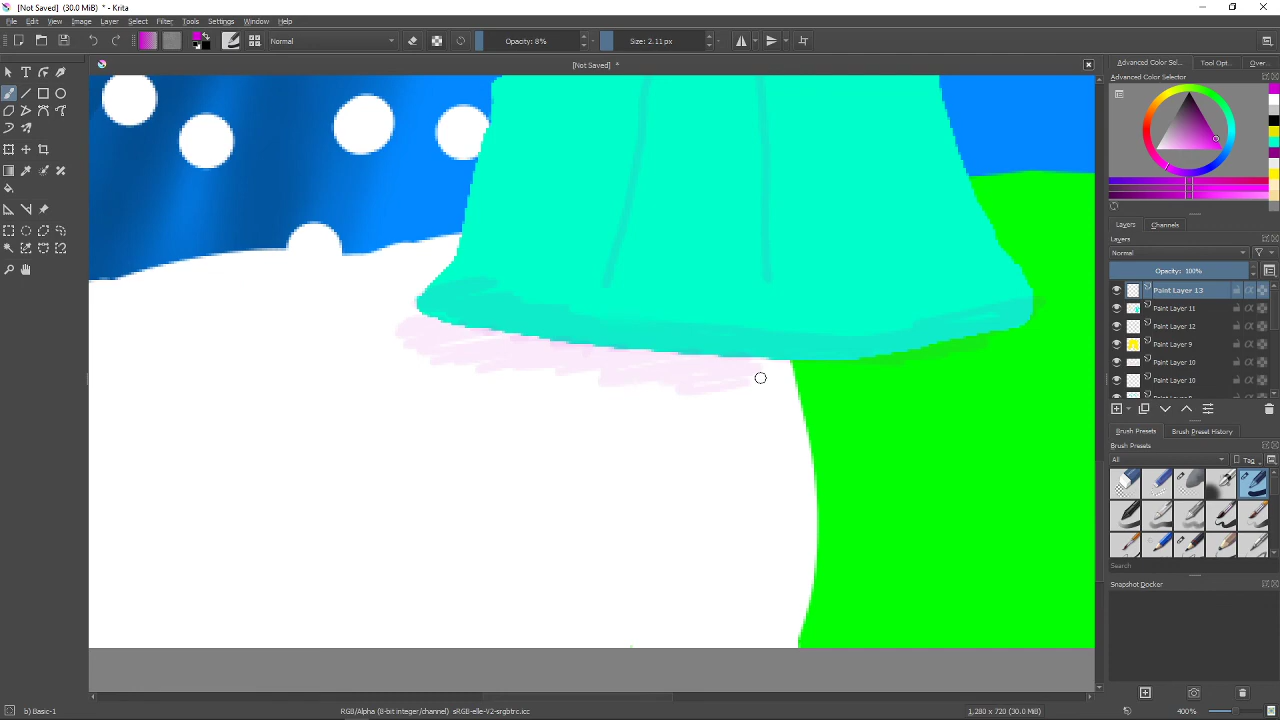 [Not Saved] (30.0 MiB) * - Krita
File Edit View Image Layer Select Filter Tools Settings Window Help
Normal Opacity: 8% Size: 2.11 px
[Not Saved] *
Advanced Color Sel... Tool Opt... Over...
Advanced Color Selector
Layers Channels
Layers
Normal
Opacity: 100%
Paint Layer 13
Paint Layer 11
Paint Layer 12
Paint Layer 9
Paint Layer 10
Paint Layer 10
Brush Presets Brush Preset History
Brush Presets
All Tag
Search
Snapshot Docker
b) Basic-1 RGB/Alpha (8-bit integer/channel) sRGB-elle-V2-srgbtrc.icc 1,280 x 720 (30.0 MiB) 400%